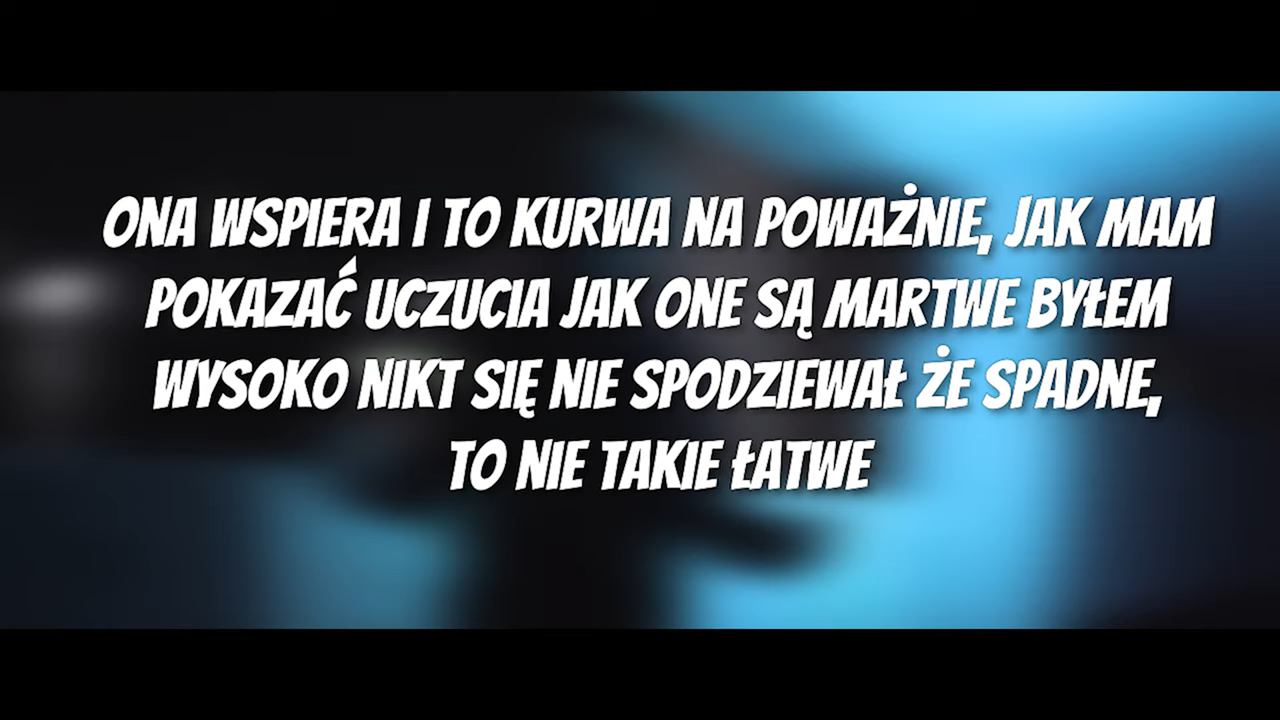 ONA WSPIERA I TO KURWA NA POWAŻNIE, JAK MAM
POKAZAĆ UCZUCIA JAK ONE SĄ MARTWE BYŁEM
WYSOKO NIKT SIĘ NIE SPODZIEWAŁ ŻE SPADNE,
TO NIE TAKIE ŁATWE